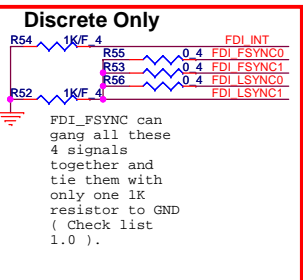 Discrete Only
R54 1K/F_4 FDI_INT
R55 0_4 FDI_FSYNC0
R53 0_4 FDI_FSYNC1
R56 0_4 FDI_LSYNC0
R52 1K/F_4 FDI_LSYNC1
FDI_FSYNC can
gang all these
4 signals
together and
tie them with
only one 1K
resistor to GND
( Check list
1.0 ).